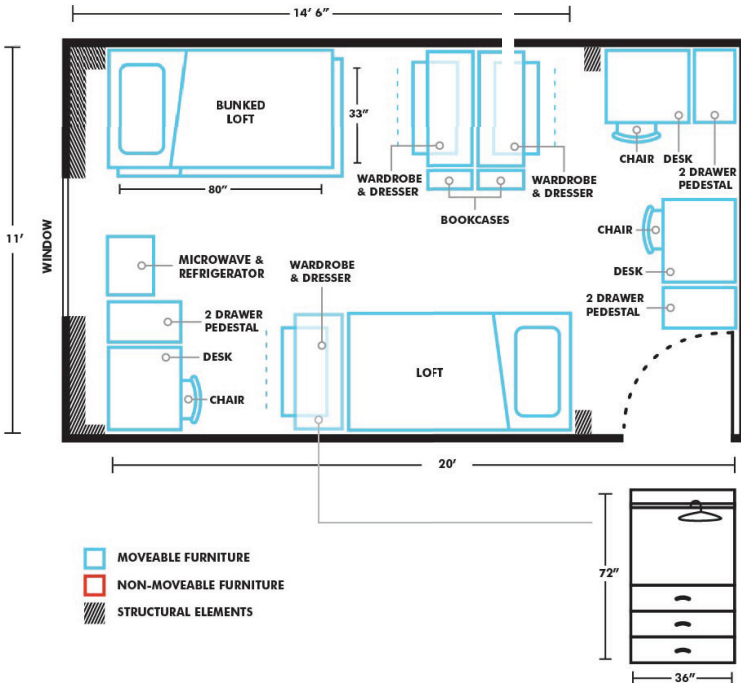 14' 6"
BUNKED
LOFT
33"
80"
WARDROBE
& DRESSER
WARDROBE
& DRESSER
BOOKCASES
CHAIR
DESK
2 DRAWER
PEDESTAL
11'
WINDOW
MICROWAVE &
REFRIGERATOR
WARDROBE
& DRESSER
CHAIR
DESK
2 DRAWER
PEDESTAL
2 DRAWER
PEDESTAL
DESK
CHAIR
LOFT
20'
MOVEABLE FURNITURE
NON-MOVEABLE FURNITURE
STRUCTURAL ELEMENTS
72"
36"